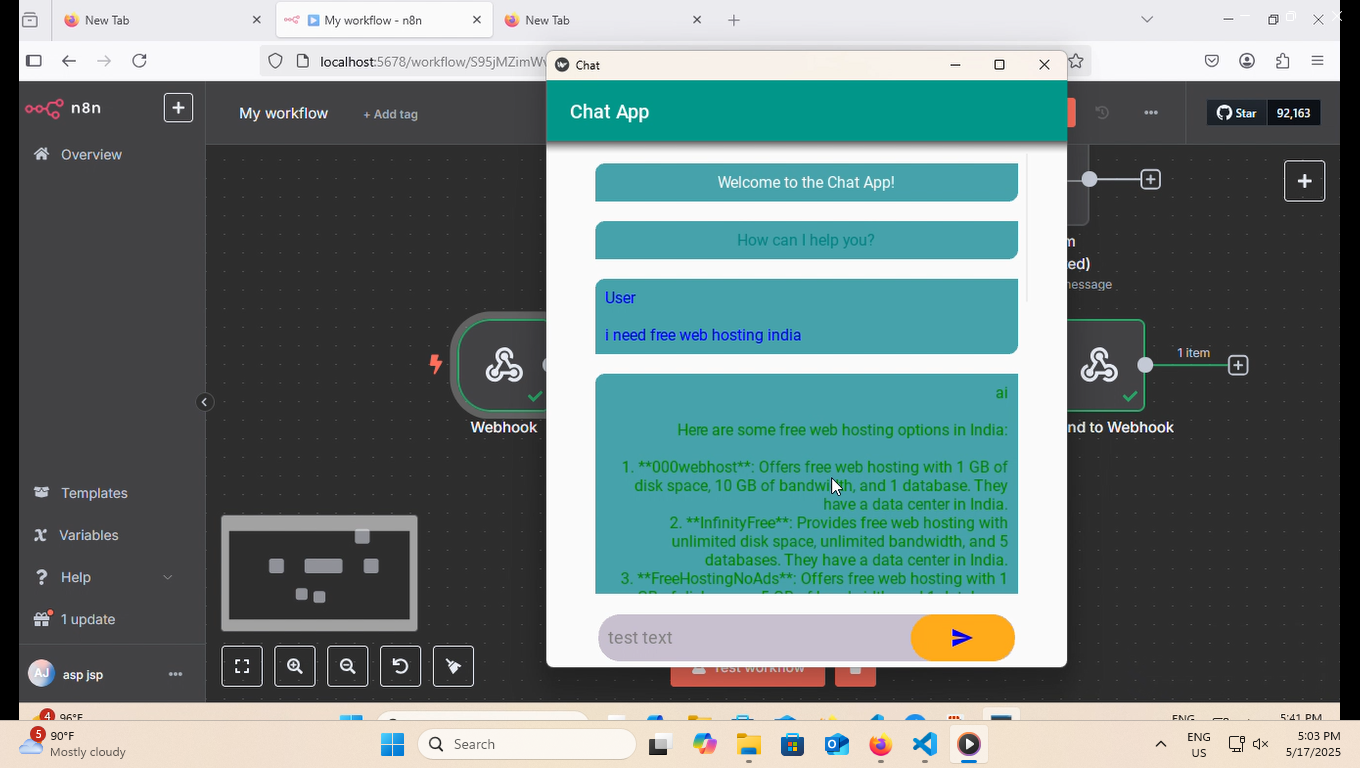 New Tab
My workflow - n8n
New Tab
localhost:5678/workflow/S95jMZimWv
Chat
n8n
My workflow
+ Add tag
Star
92,163
Overview
Chat App
Welcome to the Chat App!
How can I help you?
User
i need free web hosting india
ai
Here are some free web hosting options in India:
1. **000webhost**: Offers free web hosting with 1 GB of
disk space, 10 GB of bandwidth, and 1 database. They
have a data center in India.
2. **InfinityFree**: Provides free web hosting with
unlimited disk space, unlimited bandwidth, and 5
databases. They have a data center in India.
3. **FreeHostingNoAds**: Offers free web hosting with 1
test text
Webhook
1 item
nd to Webhook
m
ed)
message
Templates
Variables
Help
1 update
AJ
asp jsp
Test workflow
4
96°F
ENG
5:41 PM
5
90°F
Mostly cloudy
Search
ENG
US
5:03 PM
5/17/2025